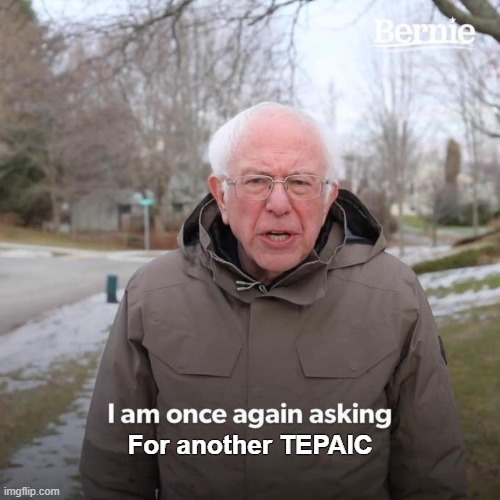 Bernie
I am once again asking
For another TEPAIC
imgflip.com